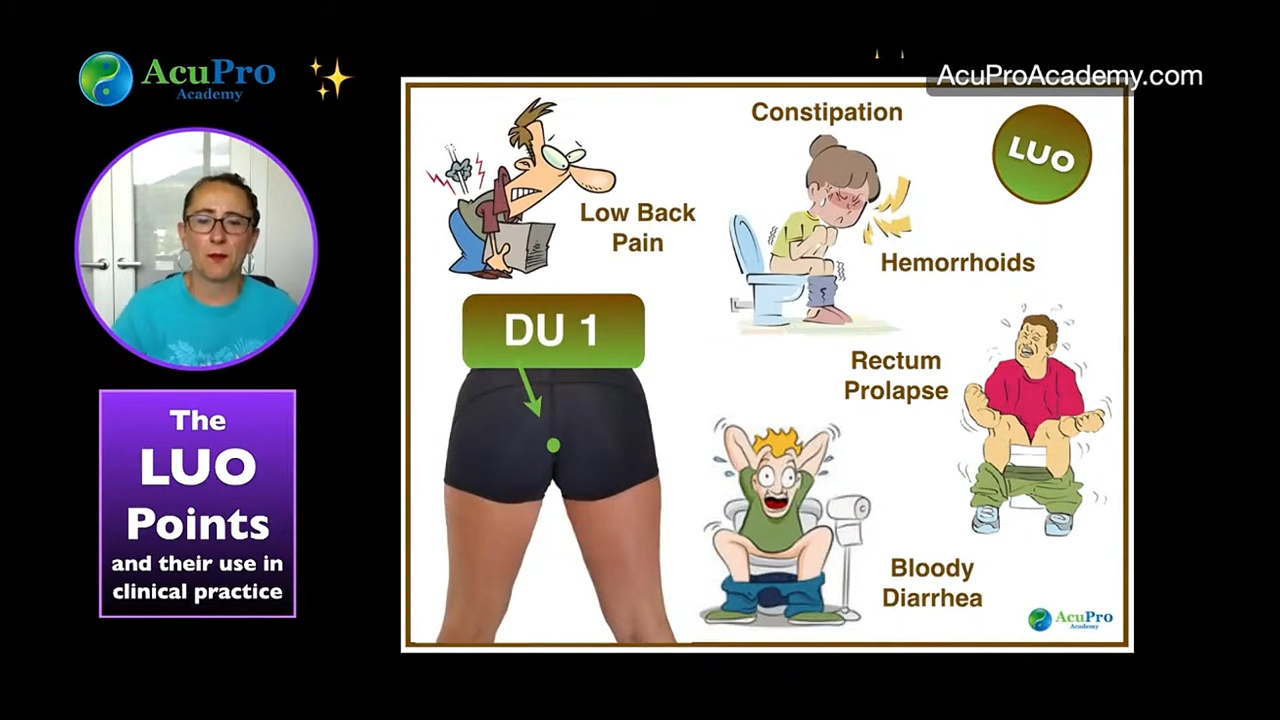 AcuPro
Academy
AcuProAcademy.com
The
LUO
Points
and their use in
clinical practice
Constipation
LUO
Low Back
Pain
Hemorrhoids
DU 1
Rectum
Prolapse
Bloody
Diarrhea
AcuPro
Academy